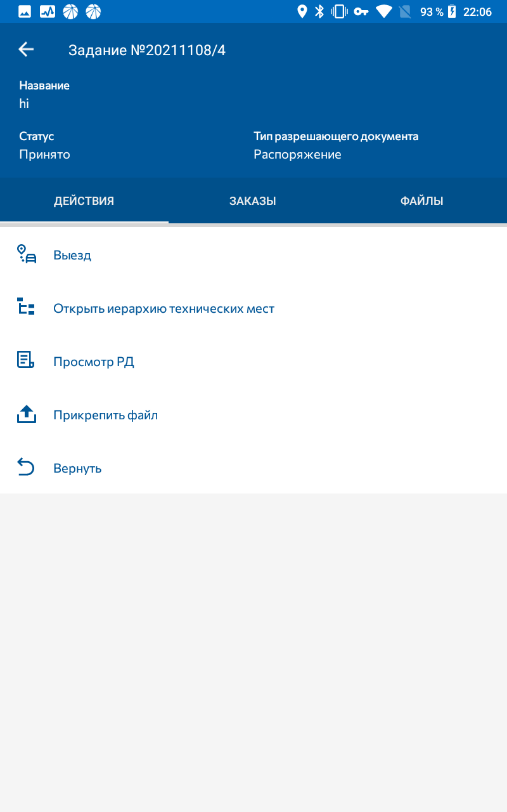 93 % 22:06
Задание №20211108/4
Название
hi
Статус Тип разрешающего документа
Принято Распоряжение
ДЕЙСТВИЯ ЗАКАЗЫ ФАЙЛЫ
Выезд
Открыть иерархию технических мест
Просмотр РД
Прикрепить файл
Вернуть